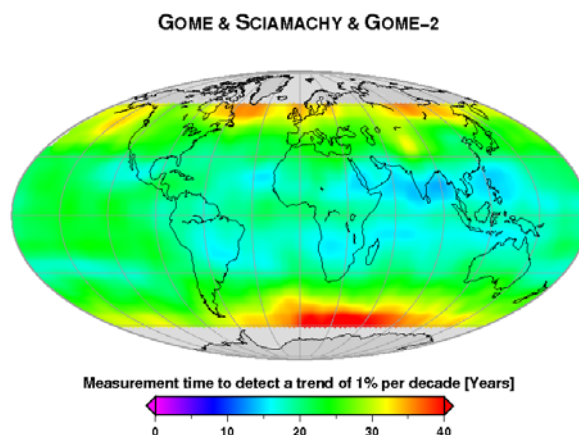 GOME & SCIAMACHY & GOME-2
Measurement time to detect a trend of 1% per decade [Years]
0 10 20 30 40